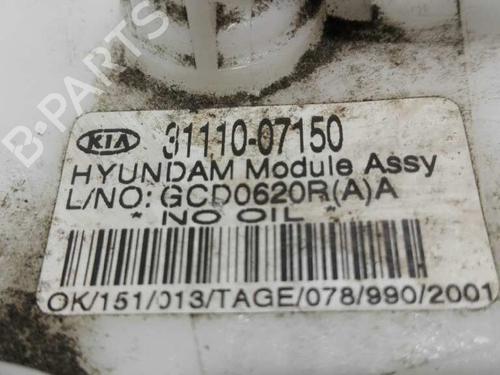 KIA 31110-07150
HYUNDAM Module Assy
L/NO: GCD0620R(A)A
* NO OIL *
OK/151/013/TAGE/078/990/2001
B-PARTS